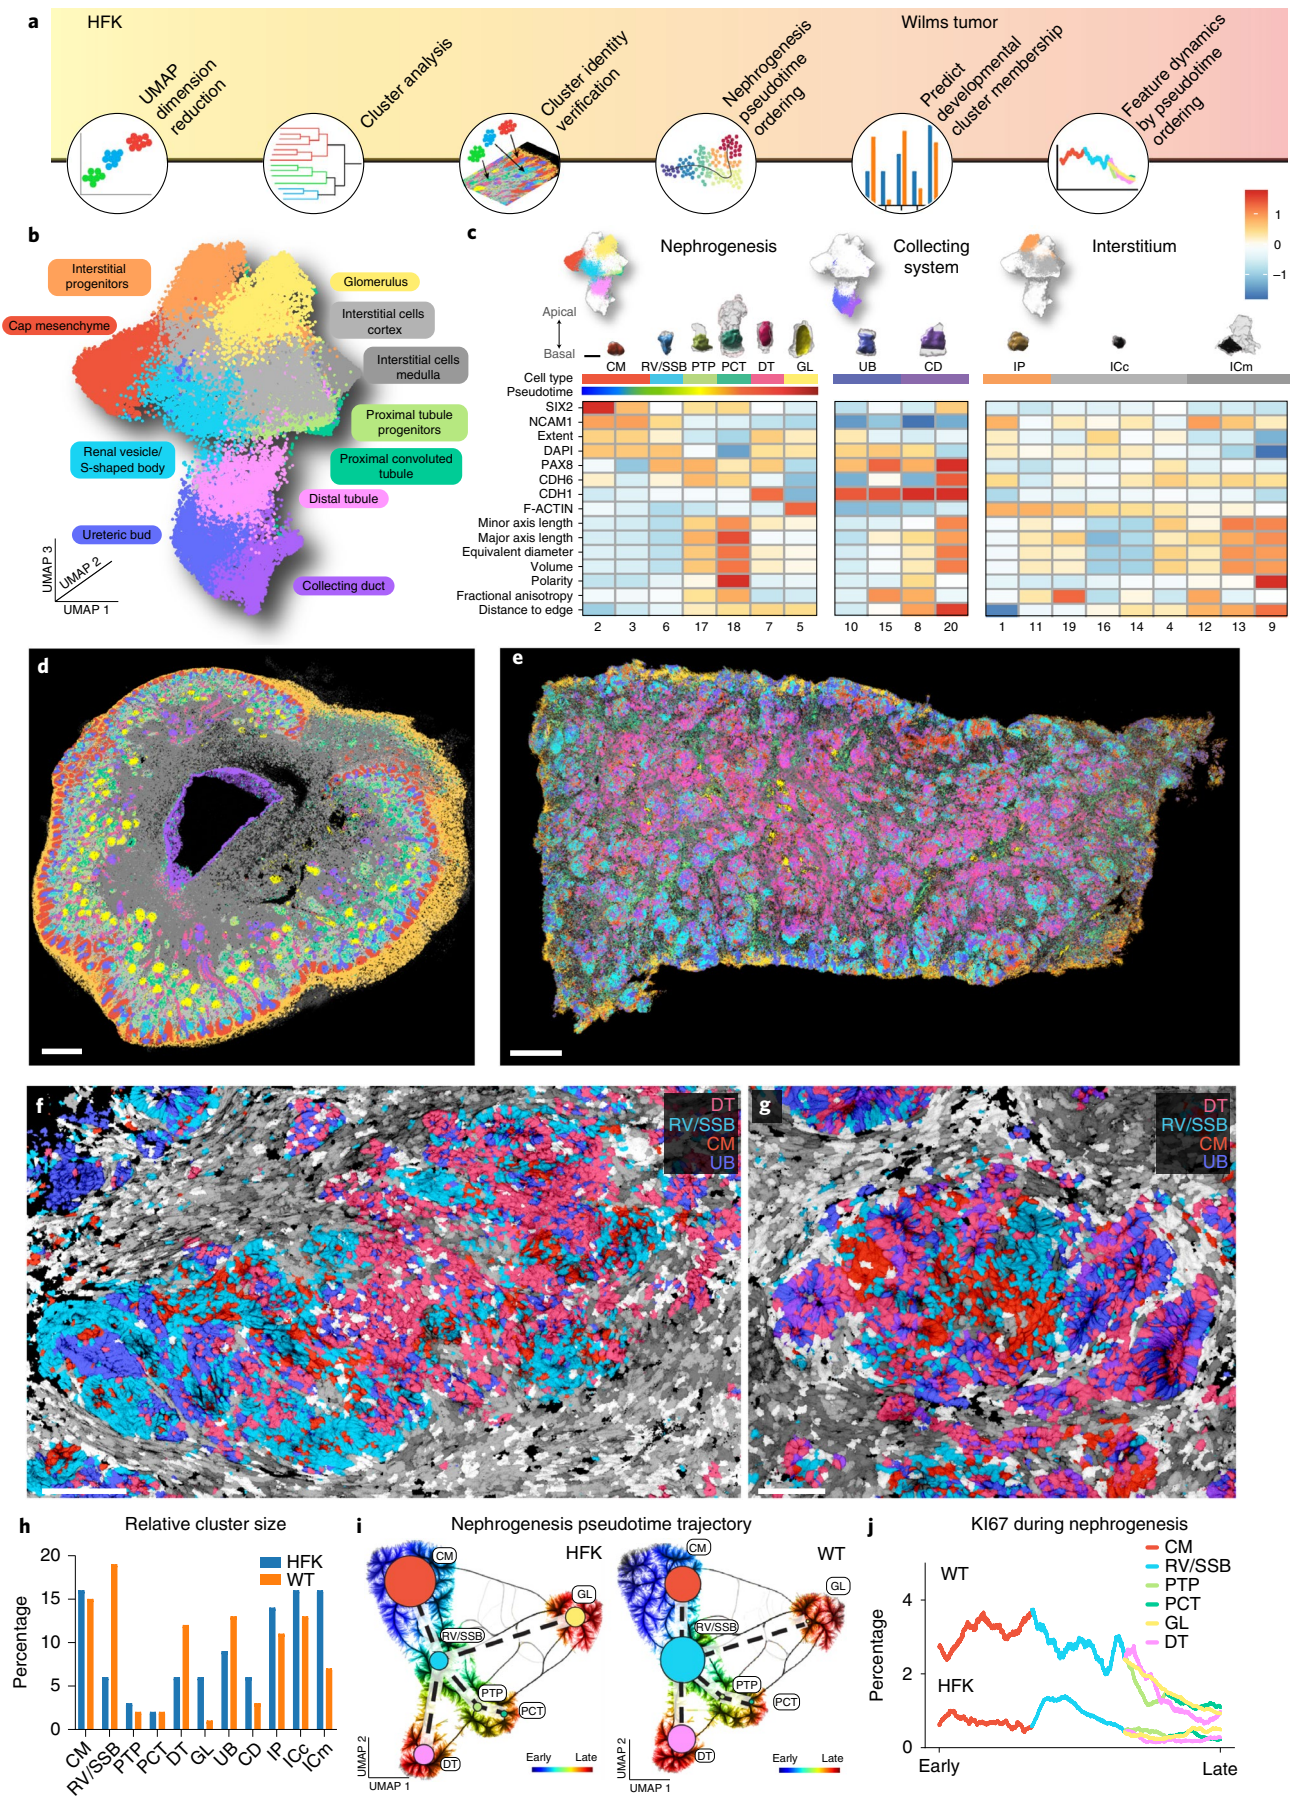 a
HFK
Wilms tumor
UMAP
dimension
reduction
Cluster analysis
Cluster identity
verification
Nephrogenesis
pseudotime
ordering
Predict
developmental
cluster membership
Feature dynamics
by pseudotime
ordering
b
Interstitial
progenitors
Glomerulus
Cap mesenchyme
Interstitial cells
cortex
Interstitial cells
medulla
Proximal tubule
progenitors
Renal vesicle/
S-shaped body
Proximal convoluted
tubule
Distal tubule
Ureteric bud
Collecting duct
UMAP 3
UMAP 2
UMAP 1
c
Nephrogenesis
Collecting
system
Interstitium
1
0
−1
Apical
Basal
CM RV/SSB PTP PCT DT GL UB CD IP ICc ICm
Cell type
Pseudotime
SIX2
NCAM1
Extent
DAPI
PAX8
CDH6
CDH1
F-ACTIN
Minor axis length
Major axis length
Equivalent diameter
Volume
Polarity
Fractional anisotropy
Distance to edge
2 3 6 17 18 7 5 10 15 8 20 1 11 19 16 14 4 12 13 9
d
e
f
DT
RV/SSB
CM
UB
g
DT
RV/SSB
CM
UB
h
Relative cluster size
20
15
10
5
0
Percentage
HFK
WT
CM RV/SSB PTP PCT DT GL UB CD IP ICc ICm
i
Nephrogenesis pseudotime trajectory
HFK
CM
GL
RV/SSB
PTP
PCT
DT
UMAP 2
UMAP 1
Early Late
WT
CM
GL
RV/SSB
PTP
PCT
DT
UMAP 2
UMAP 1
Early Late
j
KI67 during nephrogenesis
CM
RV/SSB
PTP
PCT
GL
DT
WT
HFK
4
2
0
Percentage
Early Late